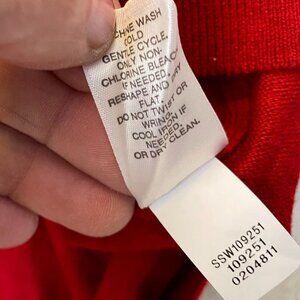 CHINE WASH
COLD
GENTLE CYCLE.
ONLY NON-
CHLORINE BLEAC
IF NEEDED.
RESHAPE AND DRY
FLAT.
DO NOT TWIST OR
WRING.
COOL IRON IF
NEEDED.
OR DRY CLEAN.
SSW109251
109251
0204811